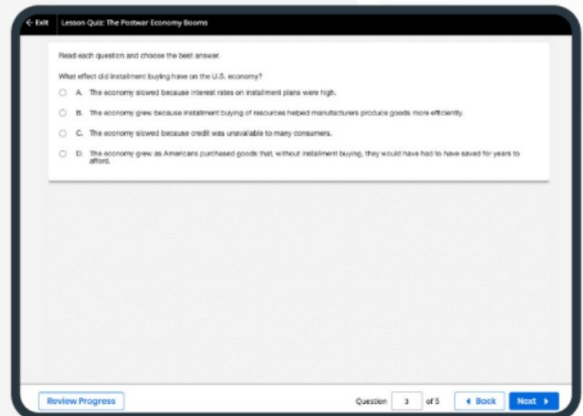 ← Exit Lesson Quiz: The Postwar Economy Booms
Read each question and choose the best answer.
What effect did installment buying have on the U.S. economy?
A. The economy slowed because interest rates on installment plans were high.
B. The economy grew because installment buying of resources helped manufacturers produce goods more efficiently.
C. The economy slowed because credit was unavailable to many consumers.
D. The economy grew as Americans purchased goods that, without installment buying, they would have had to have saved for years to
afford.
Review Progress Question 3 of 5 Back Next